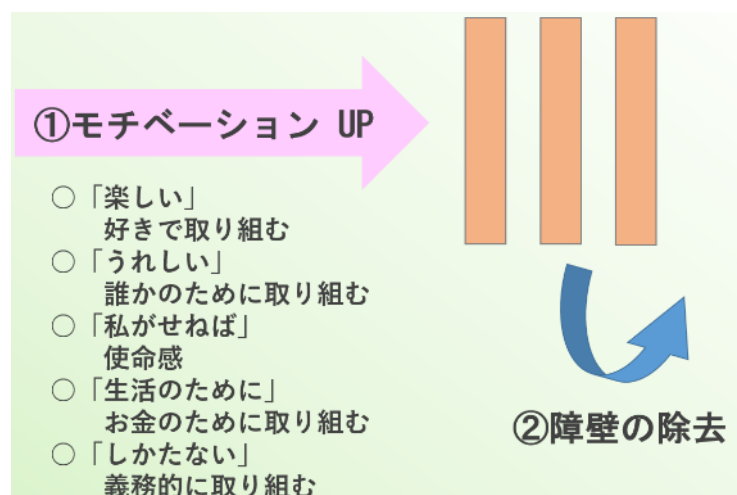 ①モチベーション UP
○「楽しい」
好きで取り組む
○「うれしい」
誰かのために取り組む
○「私がせねば」
使命感
○「生活のために」
お金のために取り組む
○「しかたない」
義務的に取り組む
②障壁の除去